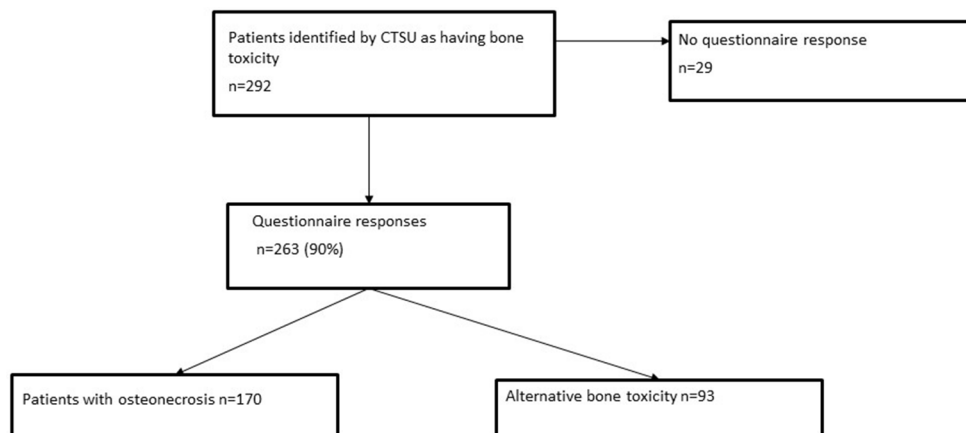 Patients identified by CTSU as having bone
toxicity
n=292
No questionnaire response
n=29
Questionnaire responses
n=263 (90%)
Patients with osteonecrosis n=170
Alternative bone toxicity n=93